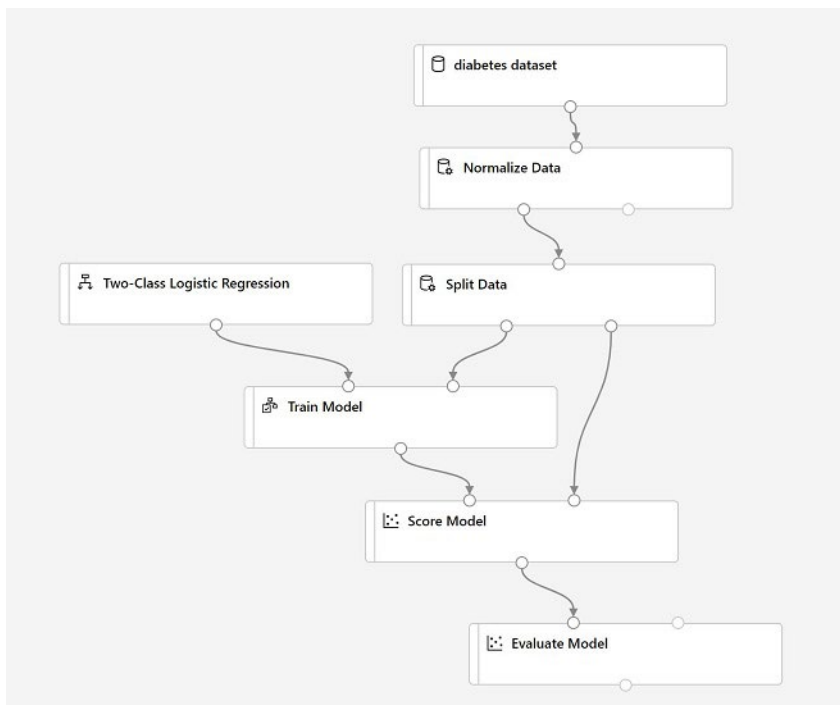 diabetes dataset
Normalize Data
Two-Class Logistic Regression
Split Data
Train Model
Score Model
Evaluate Model